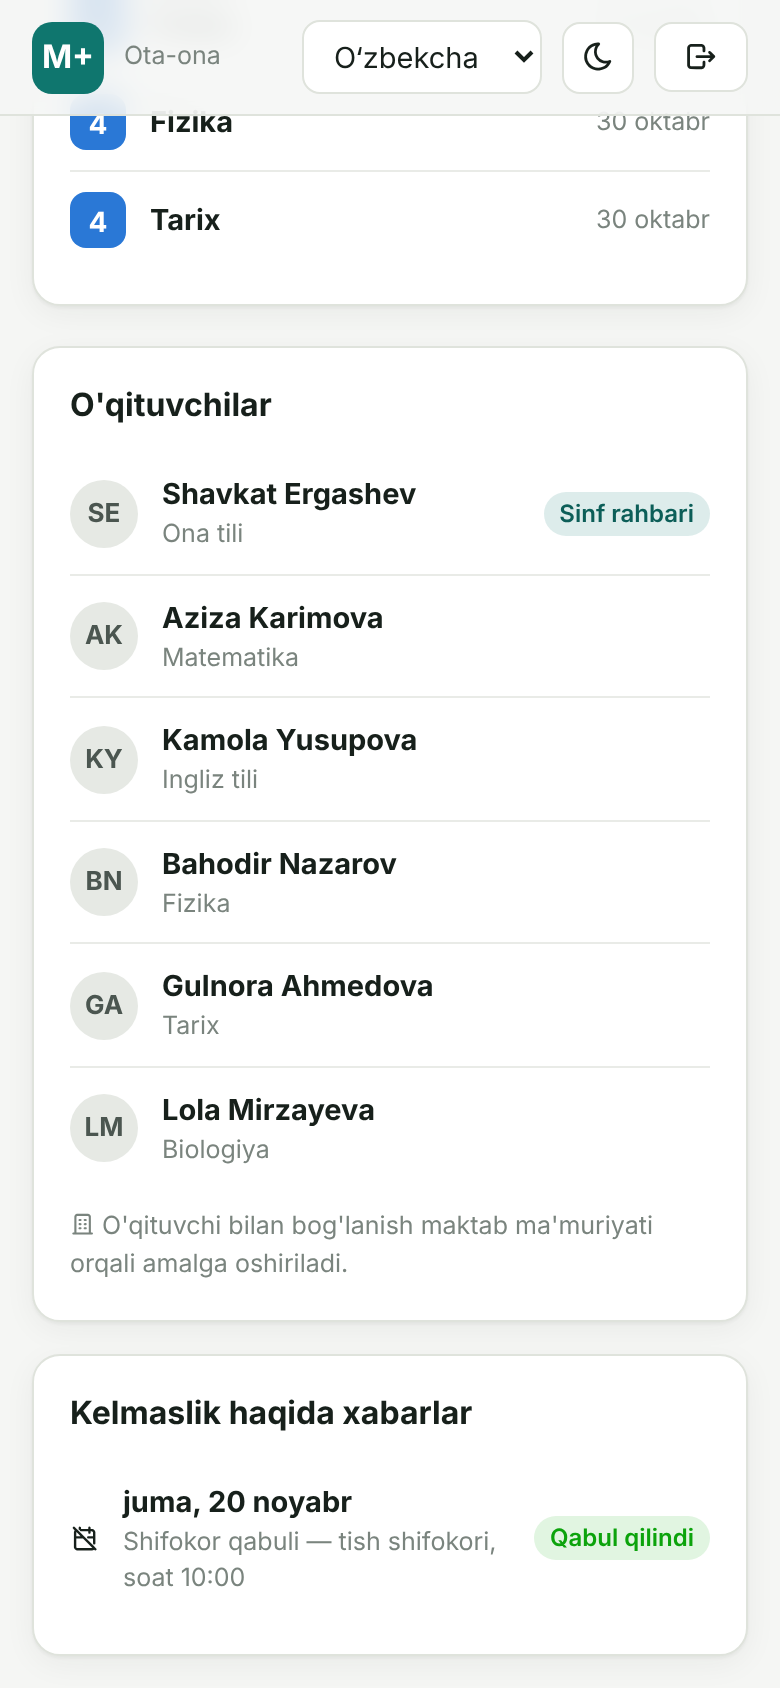 M+ Ota-ona O‘zbekcha
4 Fizika 30 oktabr
4 Tarix 30 oktabr
O'qituvchilar
SE Shavkat Ergashev
Ona tili
Sinf rahbari
AK Aziza Karimova
Matematika
KY Kamola Yusupova
Ingliz tili
BN Bahodir Nazarov
Fizika
GA Gulnora Ahmedova
Tarix
LM Lola Mirzayeva
Biologiya
O'qituvchi bilan bog'lanish maktab ma'muriyati
orqali amalga oshiriladi.
Kelmaslik haqida xabarlar
juma, 20 noyabr
Shifokor qabuli — tish shifokori,
soat 10:00
Qabul qilindi